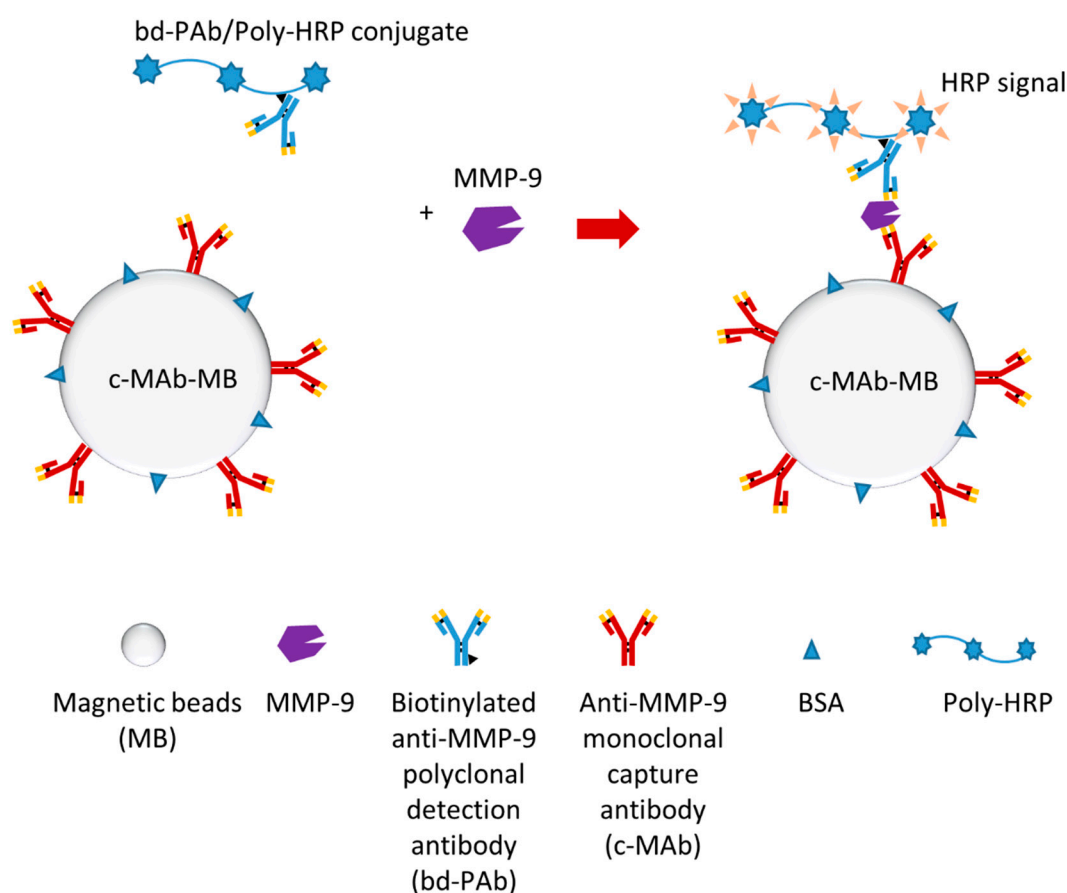 bd-PAb/Poly-HRP conjugate
HRP signal
MMP-9
+
c-MAb-MB
c-MAb-MB
Magnetic beads
(MB)
MMP-9
Biotinylated
anti-MMP-9
polyclonal
detection
antibody
(bd-PAb)
Anti-MMP-9
monoclonal
capture
antibody
(c-MAb)
BSA
Poly-HRP